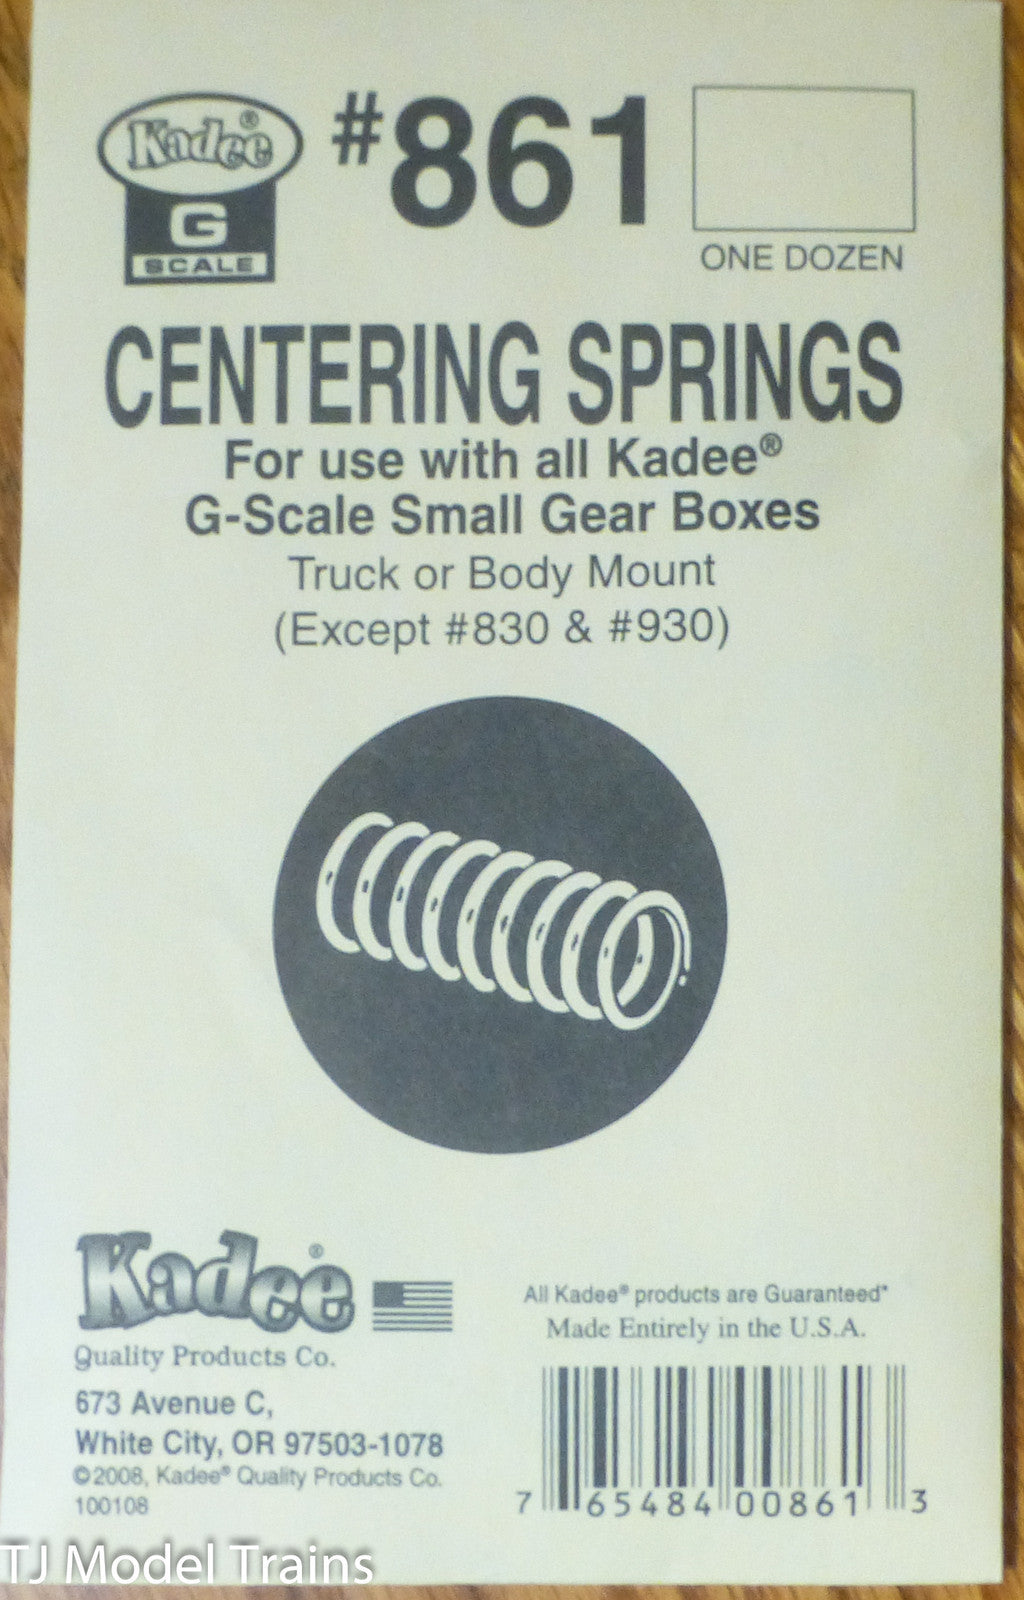 Kadee®
G
SCALE
#861
ONE DOZEN
CENTERING SPRINGS
For use with all Kadee®
G-Scale Small Gear Boxes
Truck or Body Mount
(Except #830 & #930)
Kadee®
Quality Products Co.
673 Avenue C,
White City, OR 97503-1078
©2008, Kadee® Quality Products Co.
100108
All Kadee® products are Guaranteed*
Made Entirely in the U.S.A.
7 65484 00861 3
TJ Model Trains